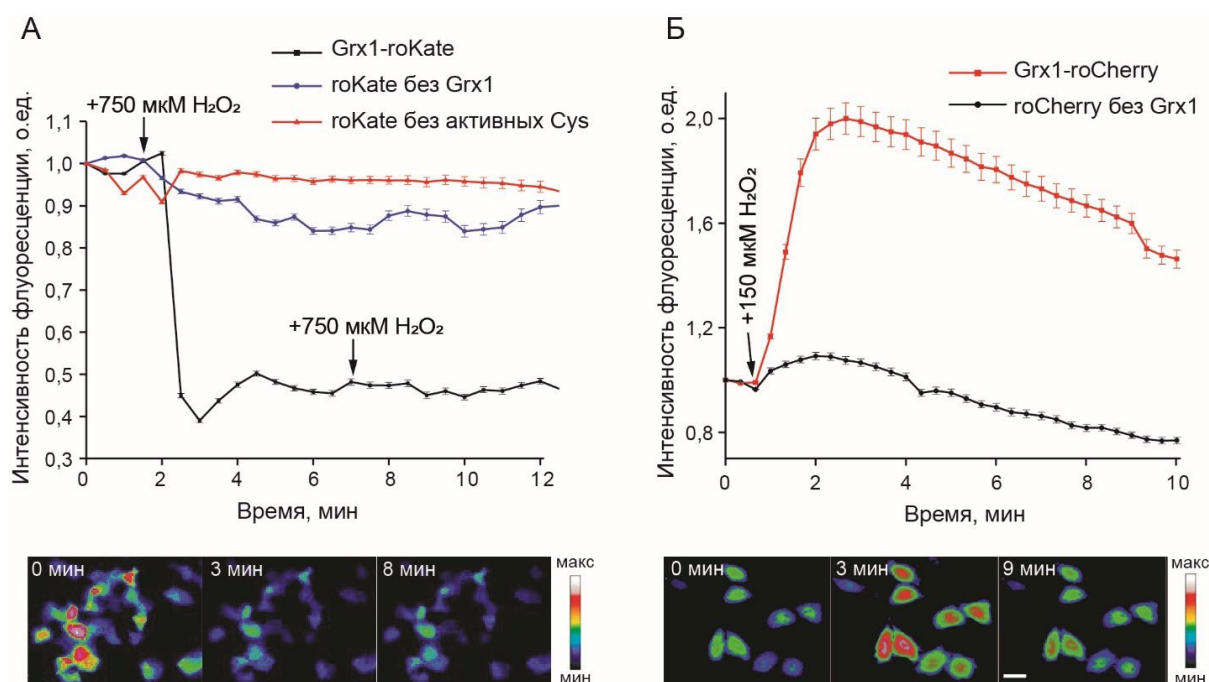 А
Grx1-roKate
roKate без Grx1
roKate без активных Cys
+750 мкМ H₂O₂
+750 мкМ H₂O₂
Интенсивность флуоресценции, о.ед.
1,1
1,0
0,9
0,8
0,7
0,6
0,5
0,4
0,3
0 2 4 6 8 10 12
Время, мин
0 мин 3 мин 8 мин
макс
мин
Б
Grx1-roCherry
roCherry без Grx1
+150 мкМ H₂O₂
Интенсивность флуоресценции, о.ед.
2,0
1,6
1,2
0,8
0 2 4 6 8 10
Время, мин
0 мин 3 мин 9 мин
макс
мин